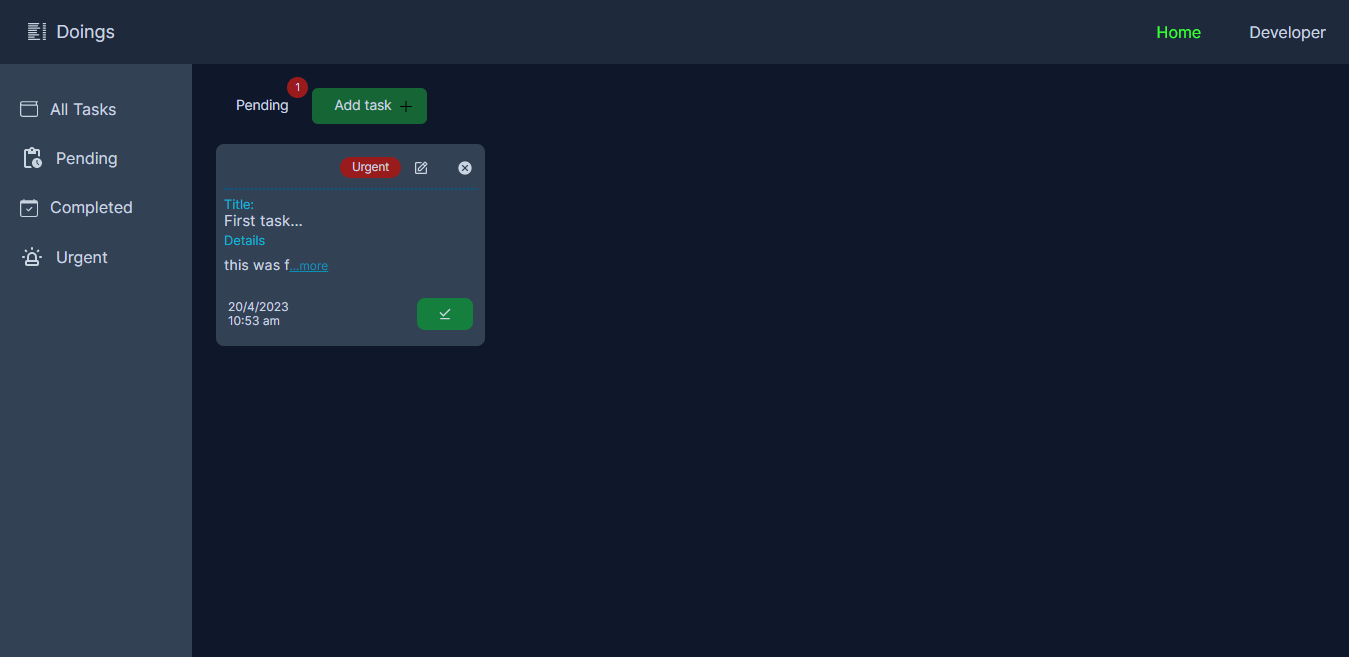 Doings
Home
Developer
All Tasks
Pending
Completed
Urgent
Pending
1
Add task +
Urgent
Title:
First task...
Details
this was f...more
20/4/2023
10:53 am